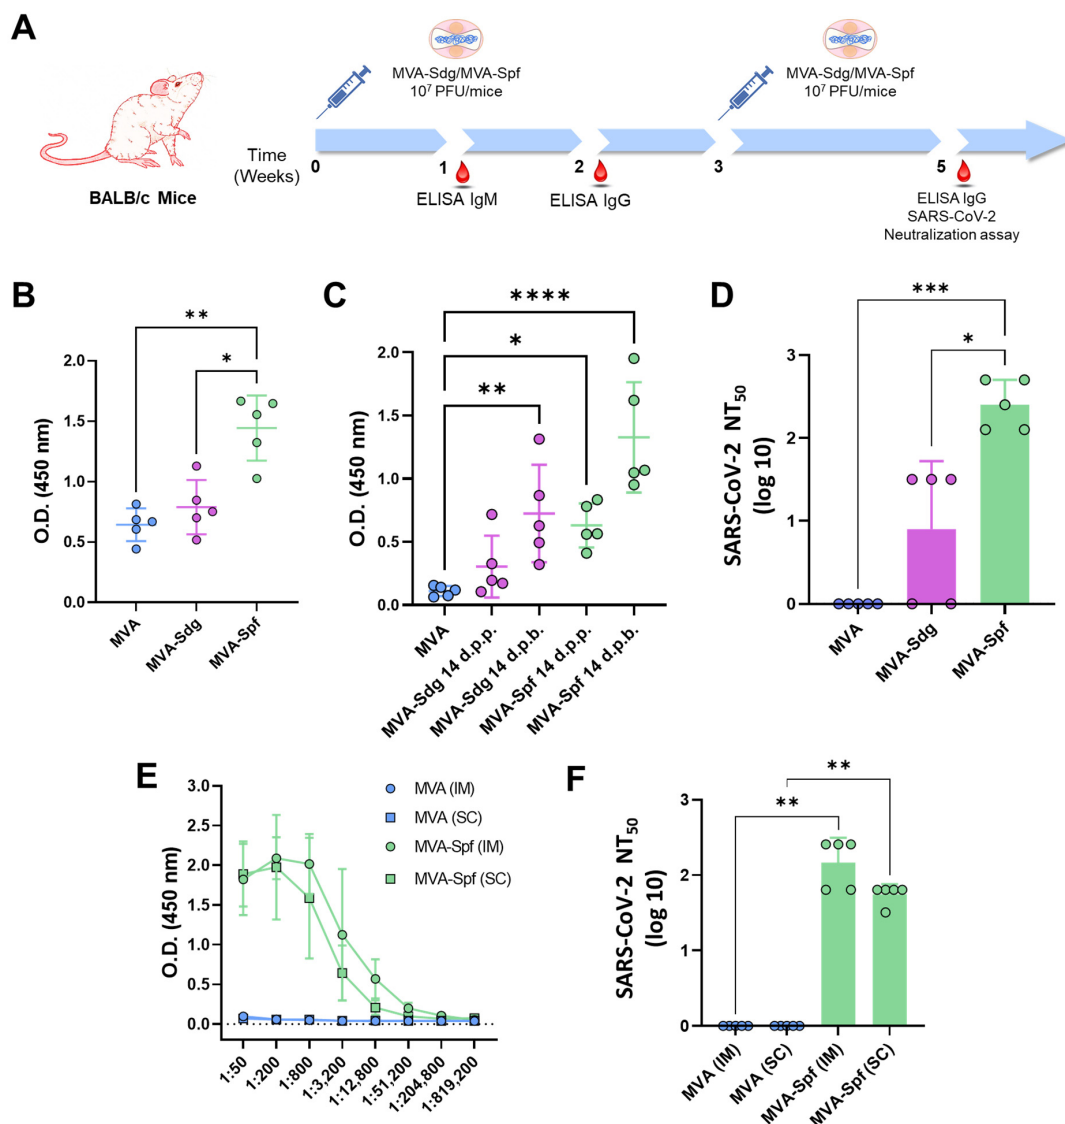 A
MVA-Sdg/MVA-Spf
10⁷ PFU/mice
MVA-Sdg/MVA-Spf
10⁷ PFU/mice
BALB/c Mice
Time
(Weeks)
0
1
2
3
5
ELISA IgM
ELISA IgG
ELISA IgG
SARS-CoV-2
Neutralization assay
B
**
*
O.D. (450 nm)
2.0
1.5
1.0
0.5
0.0
MVA
MVA-Sdg
MVA-Spf
C
****
*
**
O.D. (450 nm)
2.0
1.5
1.0
0.5
0.0
MVA
MVA-Sdg 14 d.p.p.
MVA-Sdg 14 d.p.b.
MVA-Spf 14 d.p.p.
MVA-Spf 14 d.p.b.
D
***
*
SARS-CoV-2 NT₅₀
(log 10)
3
2
1
0
MVA
MVA-Sdg
MVA-Spf
E
O.D. (450 nm)
3.0
2.5
2.0
1.5
1.0
0.5
0.0
1:50
1:200
1:800
1:3,200
1:12,800
1:51,200
1:204,800
1:819,200
MVA (IM)
MVA (SC)
MVA-Spf (IM)
MVA-Spf (SC)
F
**
**
SARS-CoV-2 NT₅₀
(log 10)
3
2
1
0
MVA (IM)
MVA (SC)
MVA-Spf (IM)
MVA-Spf (SC)